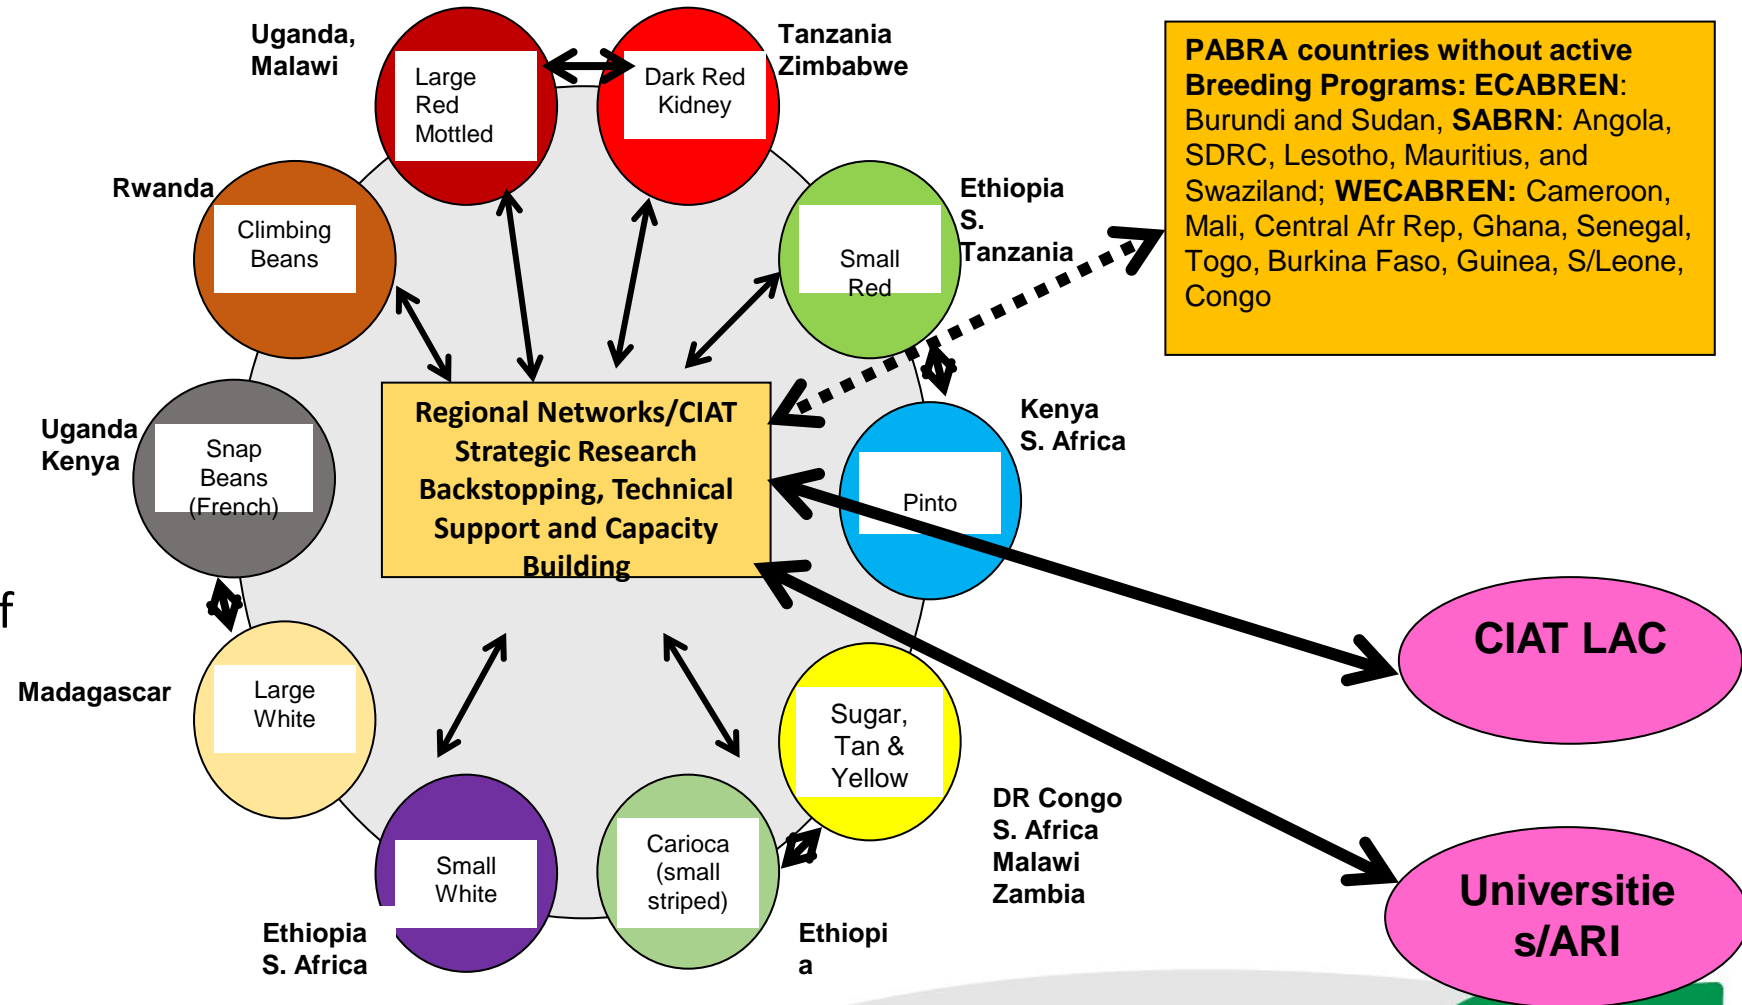 Uganda,
Malawi
Large
Red
Mottled
Dark Red
Kidney
Tanzania
Zimbabwe
PABRA countries without active
Breeding Programs: ECABREN:
Burundi and Sudan, SABRN: Angola,
SDRC, Lesotho, Mauritius, and
Swaziland; WECABREN: Cameroon,
Mali, Central Afr Rep, Ghana, Senegal,
Togo, Burkina Faso, Guinea, S/Leone,
Congo
Rwanda
Climbing
Beans
Small
Red
Ethiopia
S.
Tanzania
Uganda
Kenya
Snap
Beans
(French)
Regional Networks/CIAT
Strategic Research
Backstopping, Technical
Support and Capacity
Building
Pinto
Kenya
S. Africa
f
Madagascar
Large
White
Sugar,
Tan &
Yellow
CIAT LAC
DR Congo
S. Africa
Malawi
Zambia
Small
White
Carioca
(small
striped)
Ethiopia
S. Africa
Ethiopi
a
Universitie
s/ARI